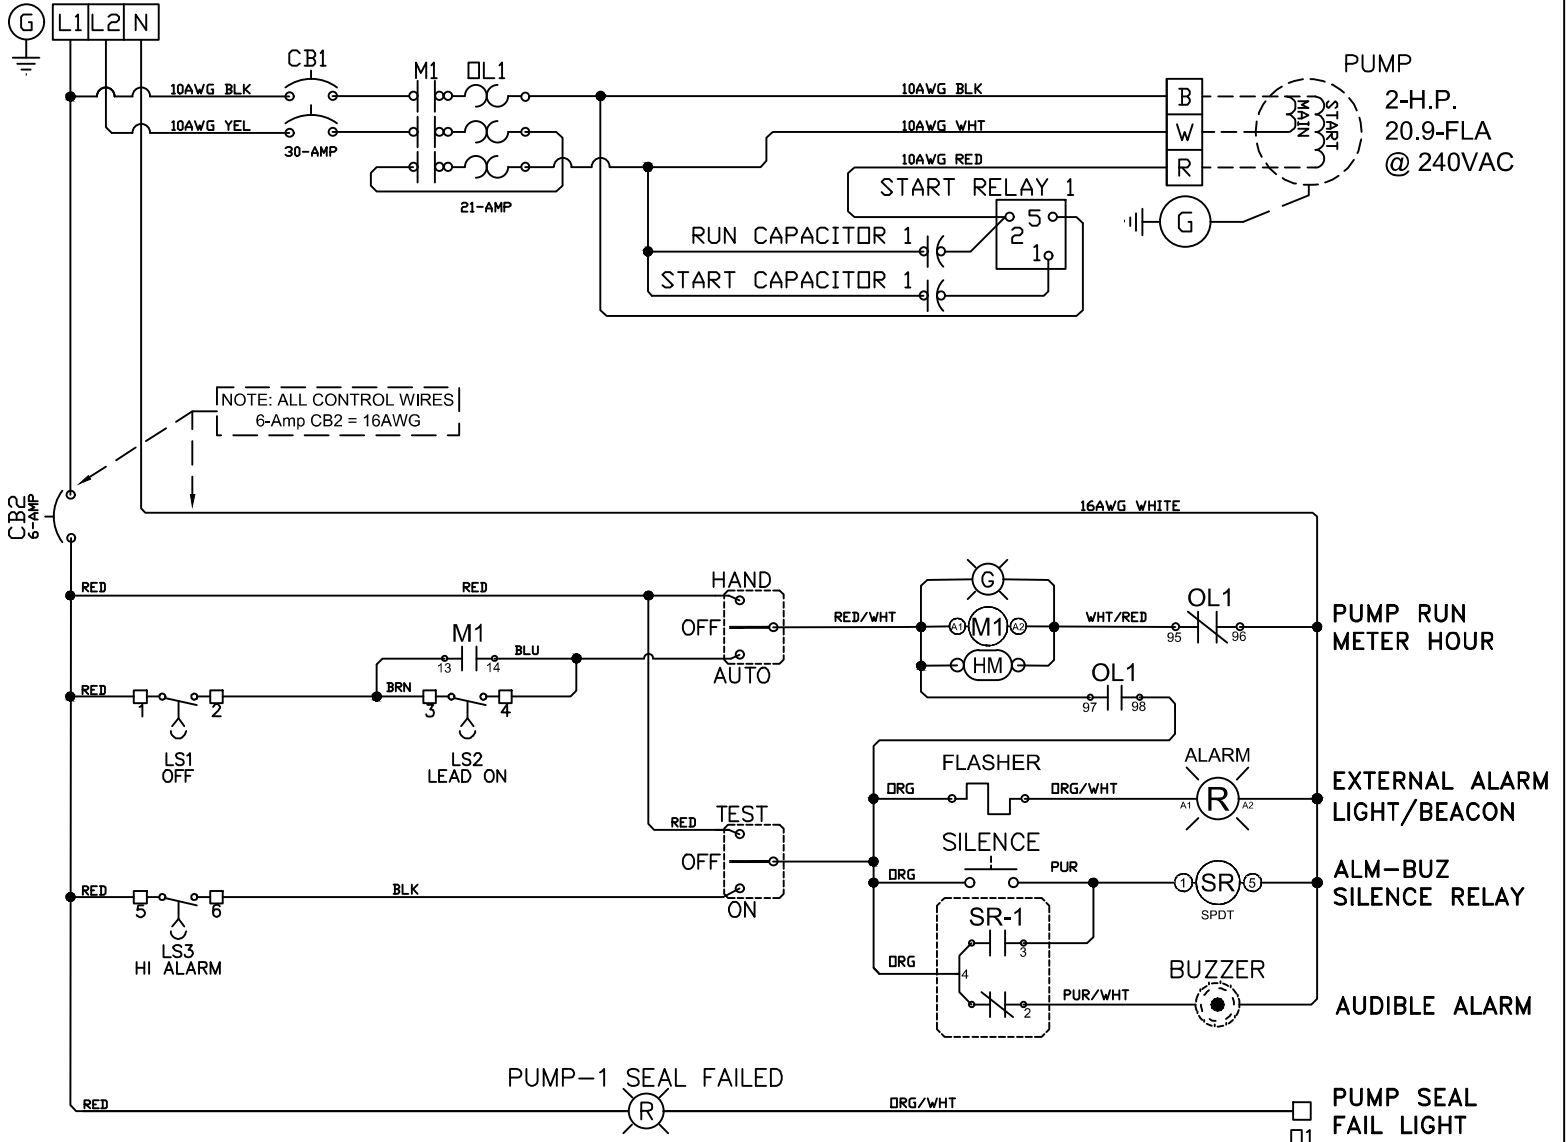 G L1 L2 N
CB1
M1 OL1
10AWG BLK
10AWG YEL
30-AMP
21-AMP
10AWG BLK
10AWG WHT
10AWG RED
B
W
R
MAIN
START
PUMP
2-H.P.
20.9-FLA
@ 240VAC
G
START RELAY 1
5
2
1
RUN CAPACITOR 1
START CAPACITOR 1
NOTE: ALL CONTROL WIRES
6-Amp CB2 = 16AWG
CB2
6-AMP
16AWG WHITE
RED
RED
HAND
OFF
AUTO
RED/WHT
G
A1 M1 A2
HM
WHT/RED
OL1
95 96
PUMP RUN
METER HOUR
M1
13 14
BLU
RED
1 2
LS1
OFF
BRN
3 4
LS2
LEAD ON
OL1
97 98
FLASHER
ORG
ORG/WHT
ALARM
A1 R A2
EXTERNAL ALARM
LIGHT/BEACON
RED
TEST
OFF
ON
SILENCE
ORG
PUR
1 SR 5
SPDT
ALM-BUZ
SILENCE RELAY
RED
5 6
BLK
LS3
HI ALARM
SR-1
3
ORG
4
2
PUR/WHT
BUZZER
AUDIBLE ALARM
PUMP-1 SEAL FAILED
RED
R
ORG/WHT
PUMP SEAL
FAIL LIGHT